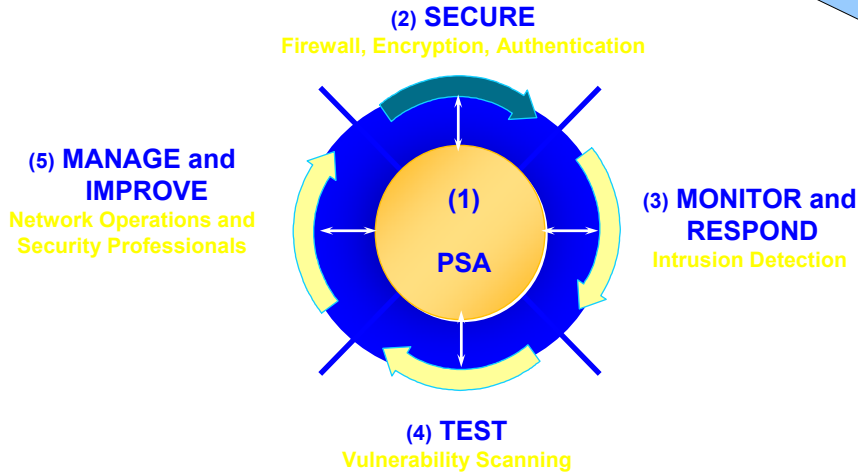 (2) SECURE
Firewall, Encryption, Authentication
(5) MANAGE and
IMPROVE
Network Operations and
Security Professionals
(1)
PSA
(3) MONITOR and
RESPOND
Intrusion Detection
(4) TEST
Vulnerability Scanning